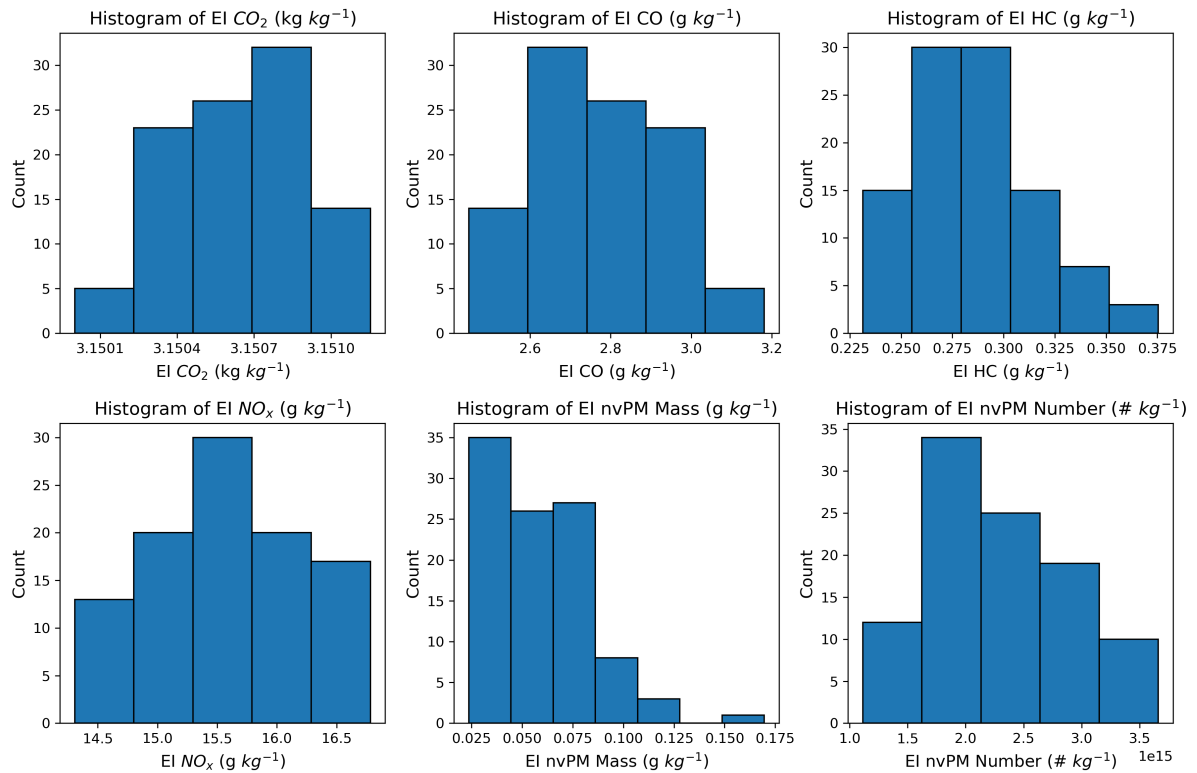 Histogram of EI CO₂ (kg kg⁻¹)
35
30
25
20
15
10
5
0
Count
3.1501 3.1504 3.1507 3.1510
EI CO₂ (kg kg⁻¹)
Histogram of EI CO (g kg⁻¹)
30
25
20
15
10
5
0
Count
2.6 2.8 3.0 3.2
EI CO (g kg⁻¹)
Histogram of EI HC (g kg⁻¹)
30
25
20
15
10
5
0
Count
0.225 0.250 0.275 0.300 0.325 0.350 0.375
EI HC (g kg⁻¹)
Histogram of EI NOₓ (g kg⁻¹)
30
25
20
15
10
5
0
Count
14.5 15.0 15.5 16.0 16.5
EI NOₓ (g kg⁻¹)
Histogram of EI nvPM Mass (g kg⁻¹)
35
30
25
20
15
10
5
0
Count
0.025 0.050 0.075 0.100 0.125 0.150 0.175
EI nvPM Mass (g kg⁻¹)
Histogram of EI nvPM Number (# kg⁻¹)
35
30
25
20
15
10
5
0
Count
1.0 1.5 2.0 2.5 3.0 3.5
1e15
EI nvPM Number (# kg⁻¹)